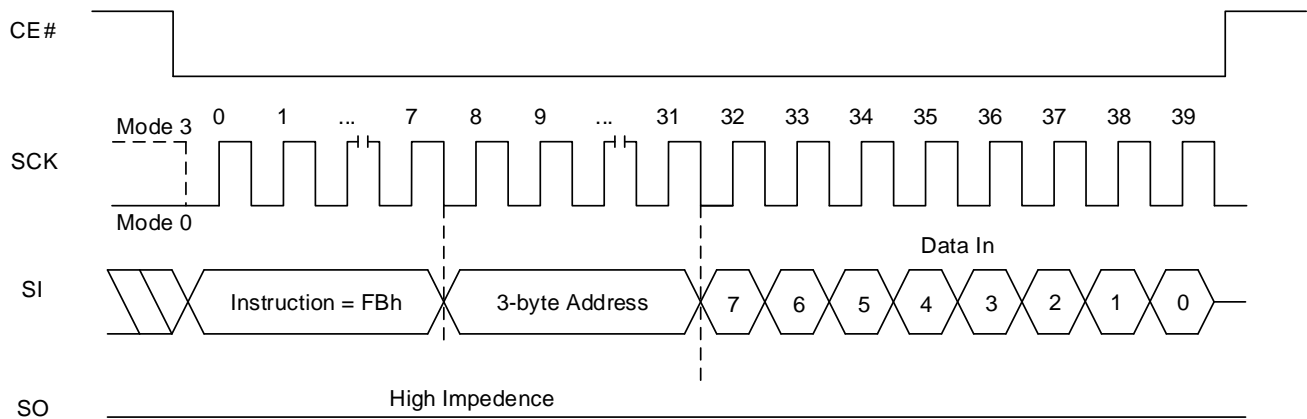 CE#
0 1 ... 7 8 9 ... 31 32 33 34 35 36 37 38 39
Mode 3
SCK
Mode 0
Data In
SI
Instruction = FBh 3-byte Address 7 6 5 4 3 2 1 0
High Impedence
SO